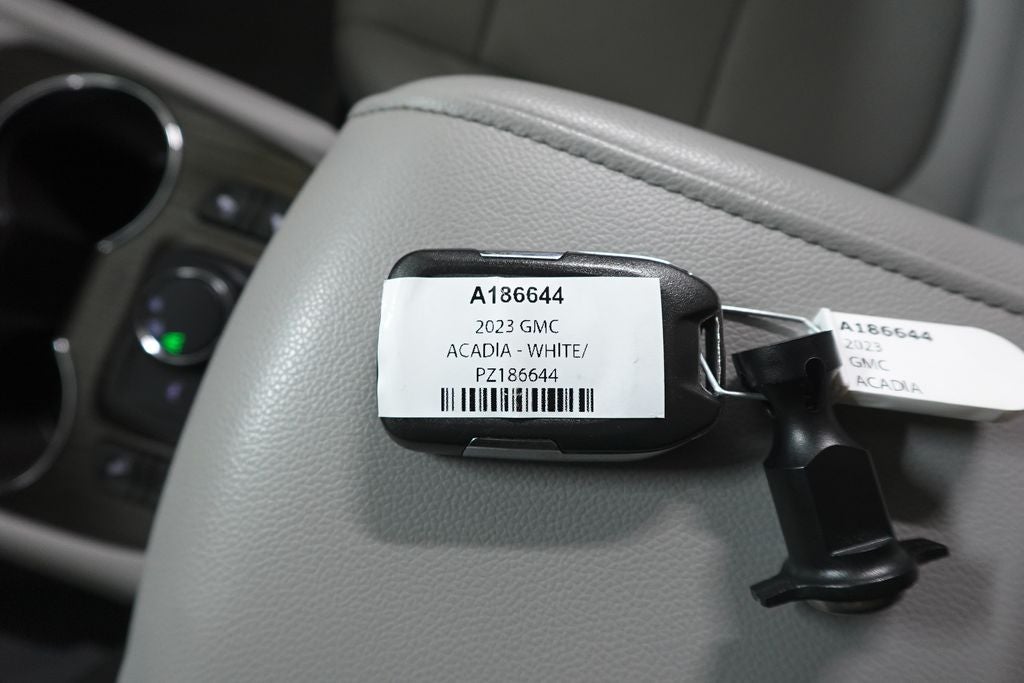 A186644
2023 GMC
ACADIA - WHITE/
PZ186644
A186644
2023
GMC
ACADIA